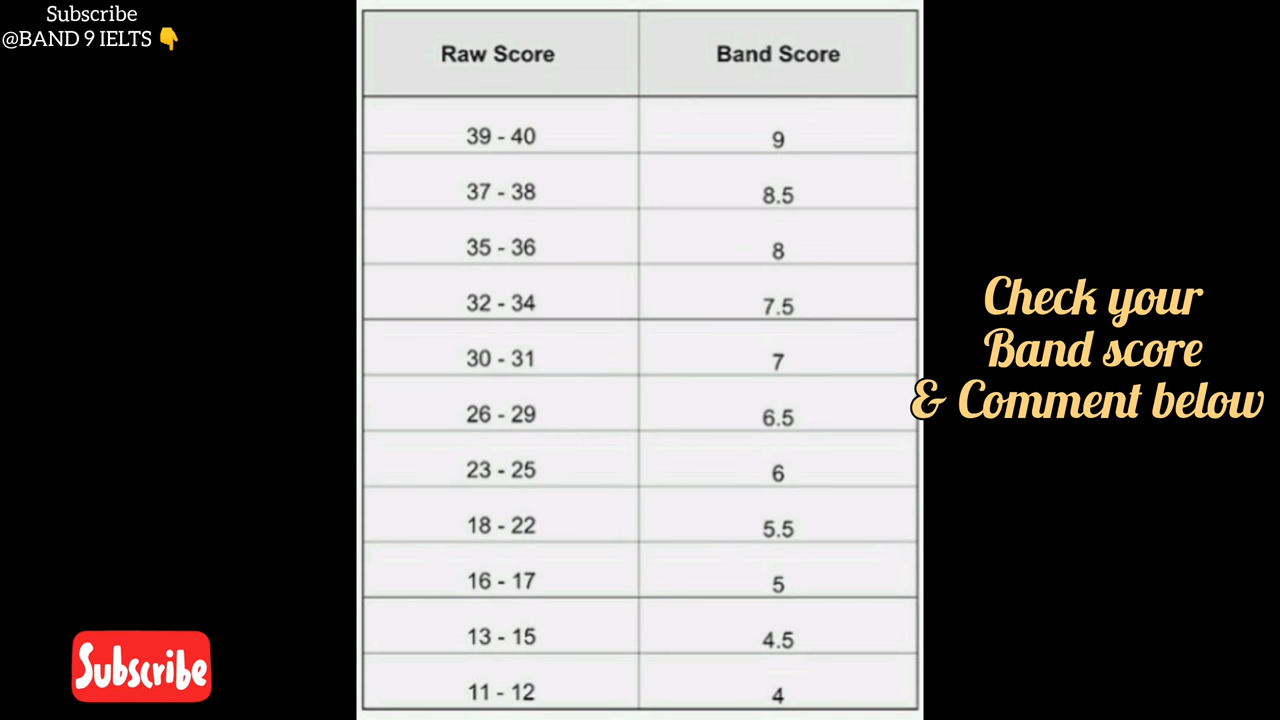 Subscribe
@BAND 9 IELTS 👇
Raw Score Band Score
39 - 40 9
37 - 38 8.5
35 - 36 8
32 - 34 7.5
30 - 31 7
26 - 29 6.5
23 - 25 6
18 - 22 5.5
16 - 17 5
13 - 15 4.5
11 - 12 4
Check your
Band score
& Comment below
Subscribe